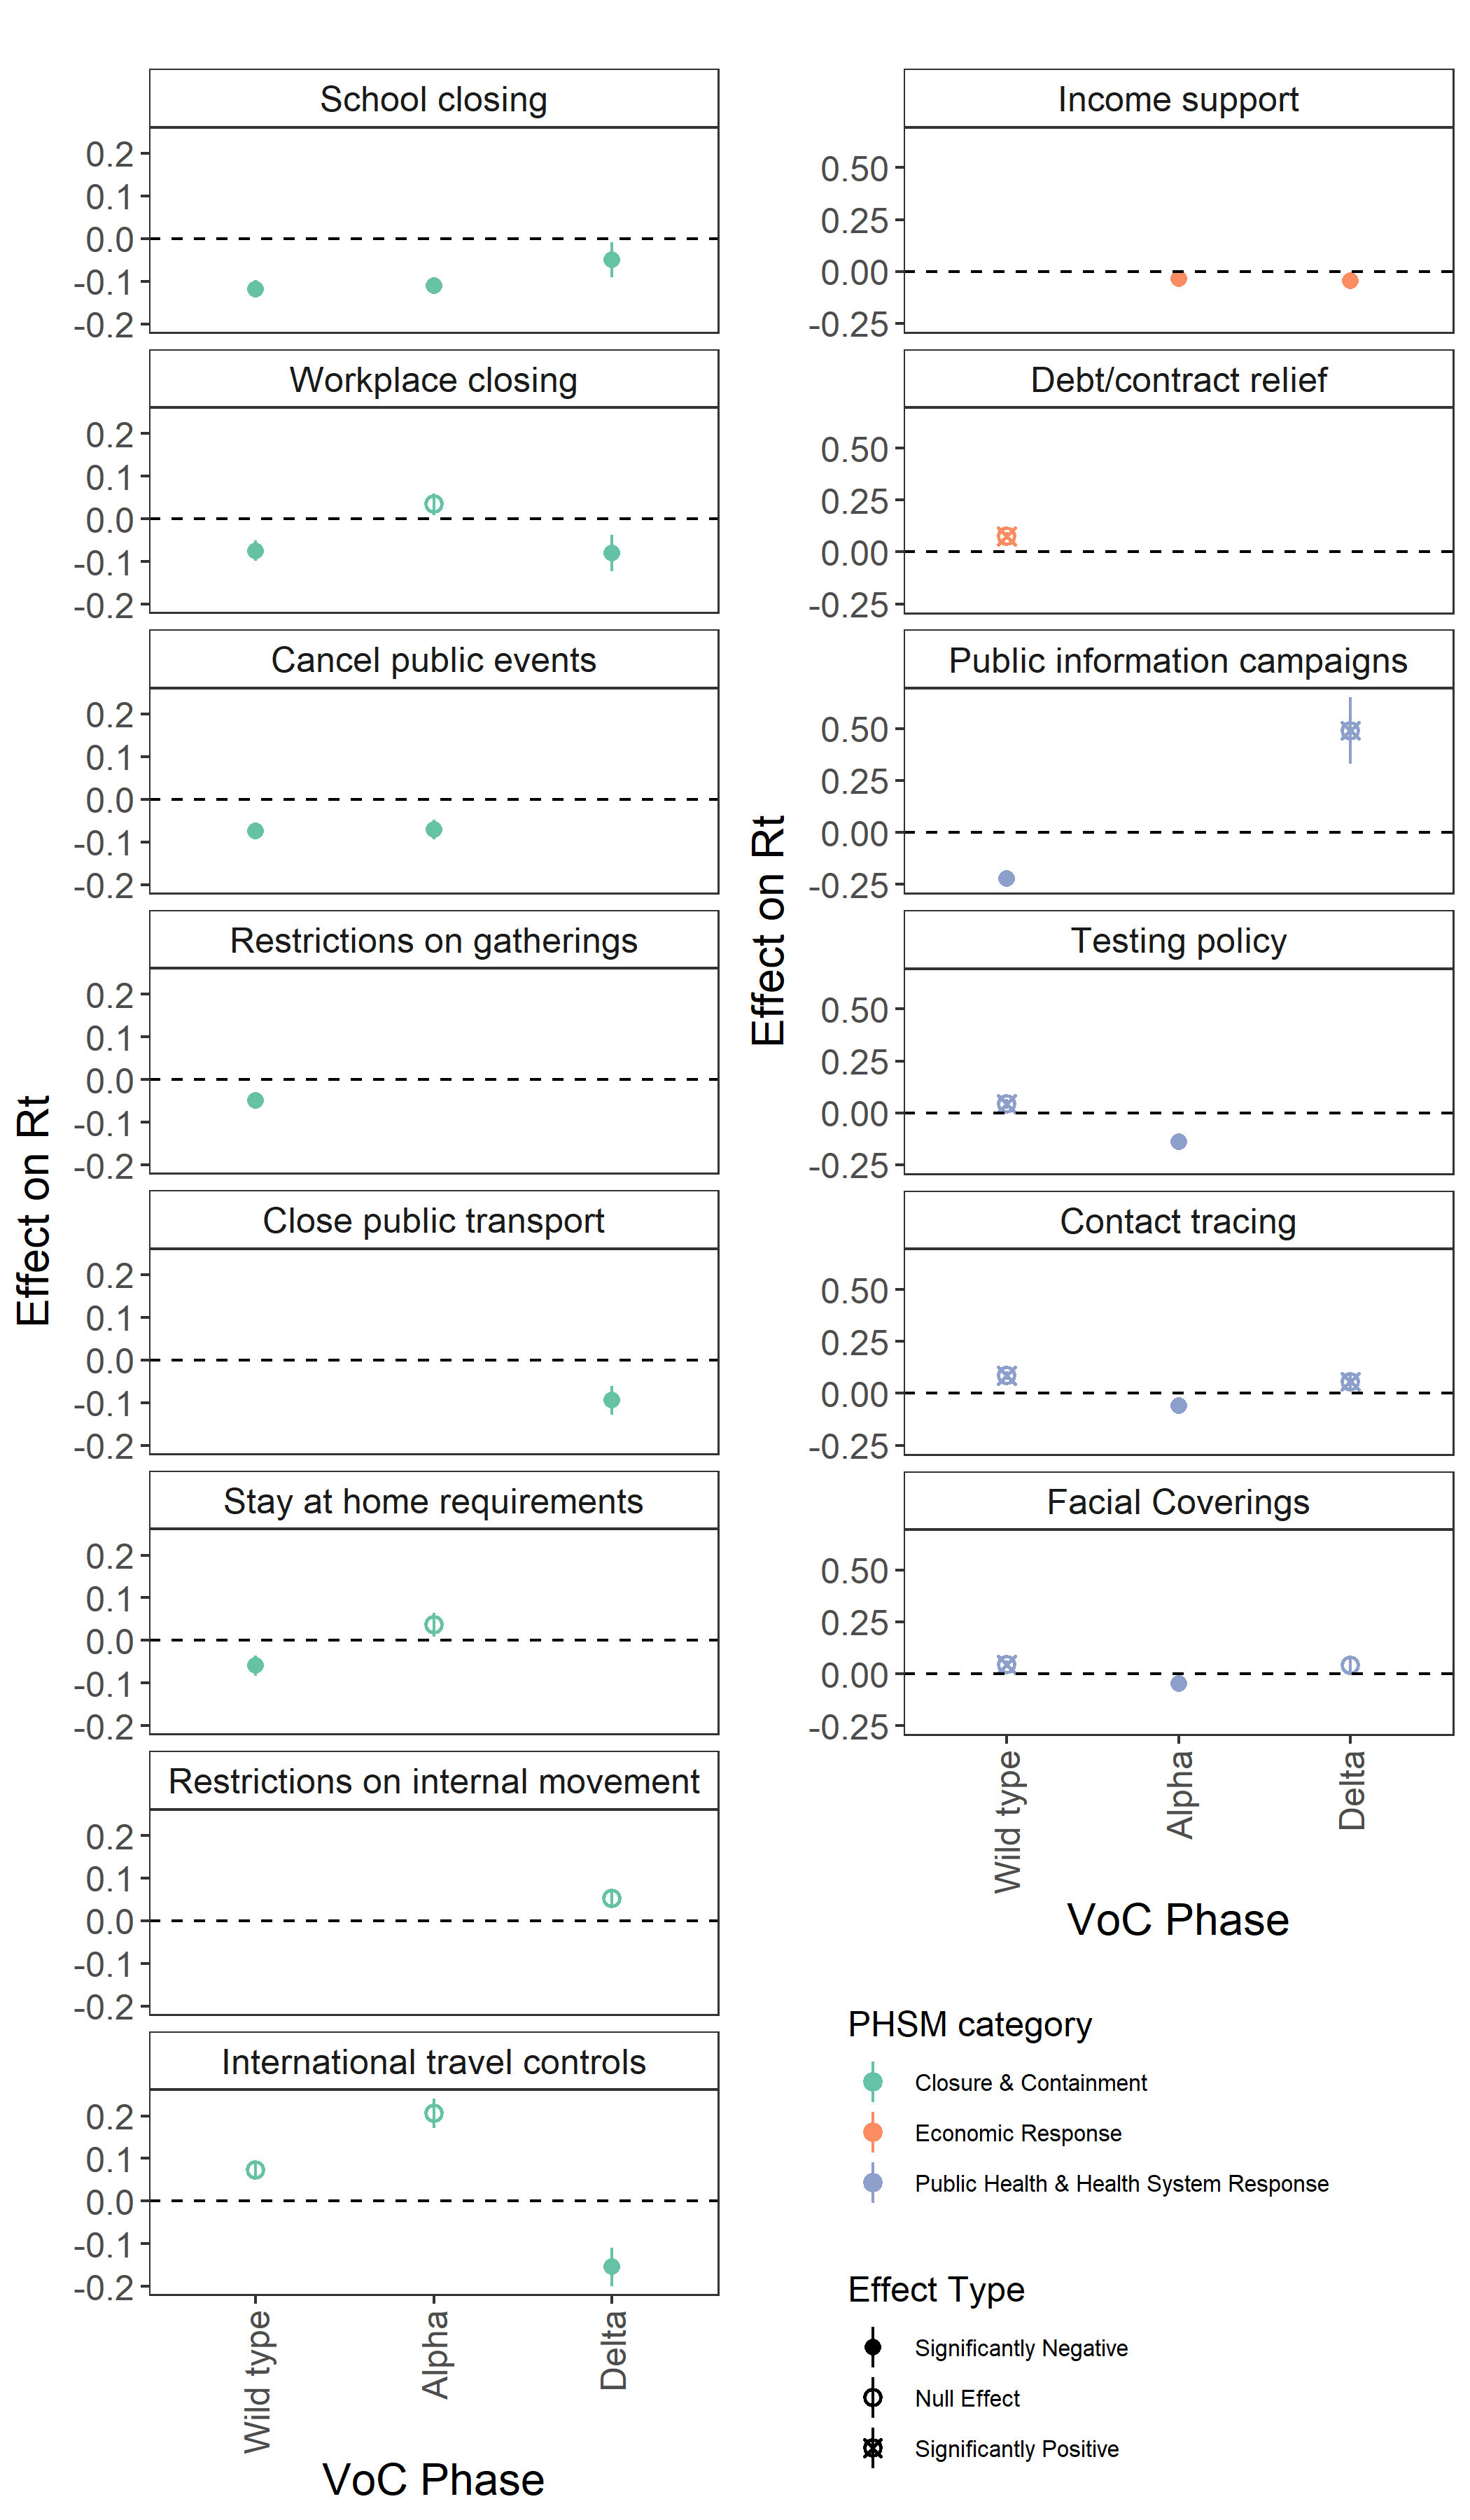 School closing
0.2
0.1
0.0
-0.1
-0.2
Workplace closing
0.2
0.1
0.0
-0.1
-0.2
Cancel public events
0.2
0.1
0.0
-0.1
-0.2
Restrictions on gatherings
0.2
0.1
0.0
-0.1
-0.2
Close public transport
0.2
0.1
0.0
-0.1
-0.2
Stay at home requirements
0.2
0.1
0.0
-0.1
-0.2
Restrictions on internal movement
0.2
0.1
0.0
-0.1
-0.2
International travel controls
0.2
0.1
0.0
-0.1
-0.2
Effect on Rt
Wild type
Alpha
Delta
VoC Phase
Income support
0.50
0.25
0.00
-0.25
Debt/contract relief
0.50
0.25
0.00
-0.25
Public information campaigns
0.50
0.25
0.00
-0.25
Testing policy
0.50
0.25
0.00
-0.25
Contact tracing
0.50
0.25
0.00
-0.25
Facial Coverings
0.50
0.25
0.00
-0.25
Effect on Rt
Wild type
Alpha
Delta
VoC Phase
PHSM category
Closure & Containment
Economic Response
Public Health & Health System Response
Effect Type
Significantly Negative
Null Effect
Significantly Positive